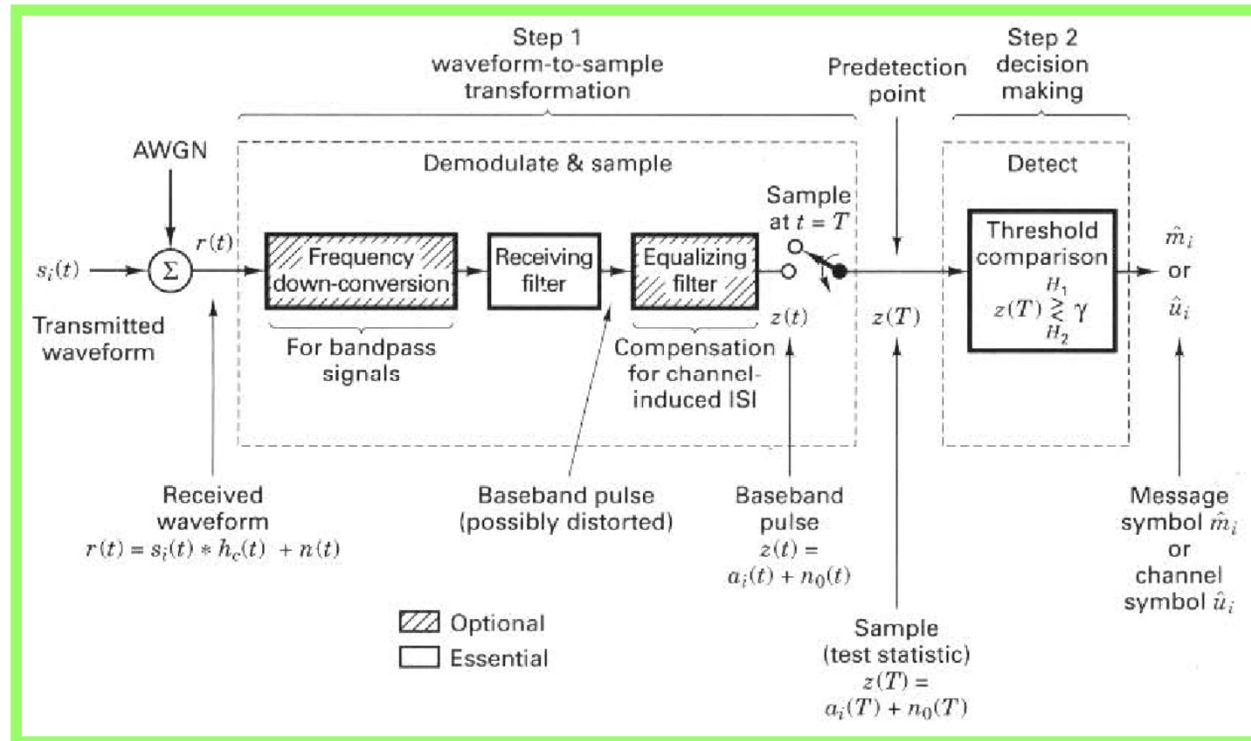 Step 1
waveform-to-sample
transformation
Predetection
point
Step 2
decision
making
AWGN
Demodulate & sample
Detect
Sample
at t = T
r(t)
s_i(t)
Σ
Frequency
down-conversion
Receiving
filter
Equalizing
filter
z(t)
z(T)
Threshold
comparison
H_1
z(T) ≷ γ
H_2
m̂_i
or
û_i
Transmitted
waveform
For bandpass
signals
Compensation
for channel-
induced ISI
Received
waveform
r(t) = s_i(t) * h_c(t) + n(t)
Baseband pulse
(possibly distorted)
Baseband
pulse
z(t) =
a_i(t) + n_0(t)
Message
symbol m̂_i
or
channel
symbol û_i
Optional
Essential
Sample
(test statistic)
z(T) =
a_i(T) + n_0(T)